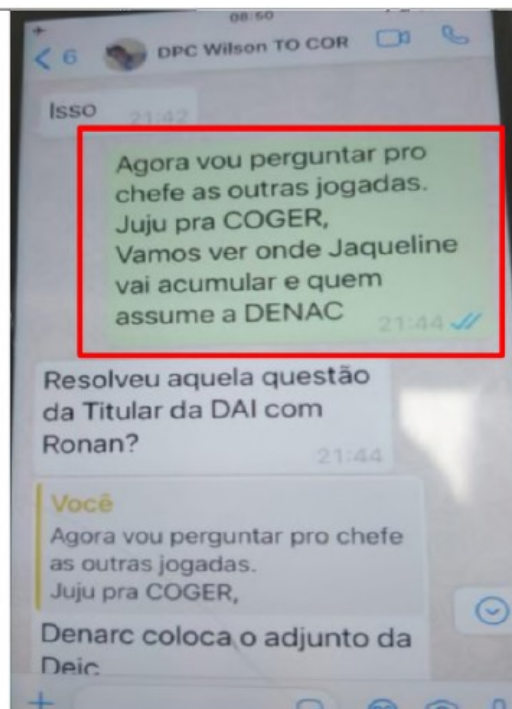 08:50
6 DPC Wilson TO COR
Isso 21:42
Agora vou perguntar pro
chefe as outras jogadas.
Juju pra COGER,
Vamos ver onde Jaqueline
vai acumular e quem
assume a DENAC
21:44
Resolveu aquela questão
da Titular da DAI com
Ronan?
21:44
Você
Agora vou perguntar pro chefe
as outras jogadas.
Juju pra COGER,
Denarc coloca o adjunto da
Deic